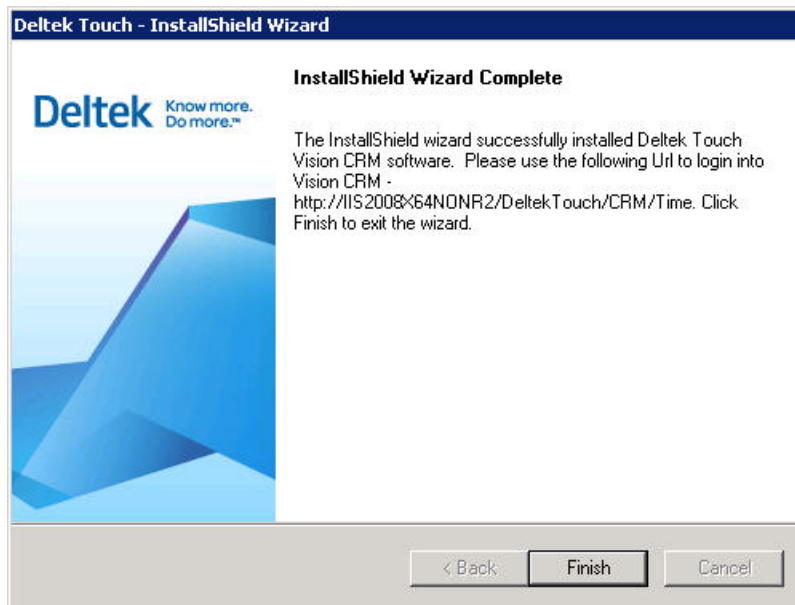 Deltek Touch - InstallShield Wizard
InstallShield Wizard Complete
Deltek Know more.
Do more.™
The InstallShield wizard successfully installed Deltek Touch
Vision CRM software. Please use the following Url to login into
Vision CRM -
http://IIS2008X64NONR2/DeltekTouch/CRM/Time. Click
Finish to exit the wizard.
< Back
Finish
Cancel